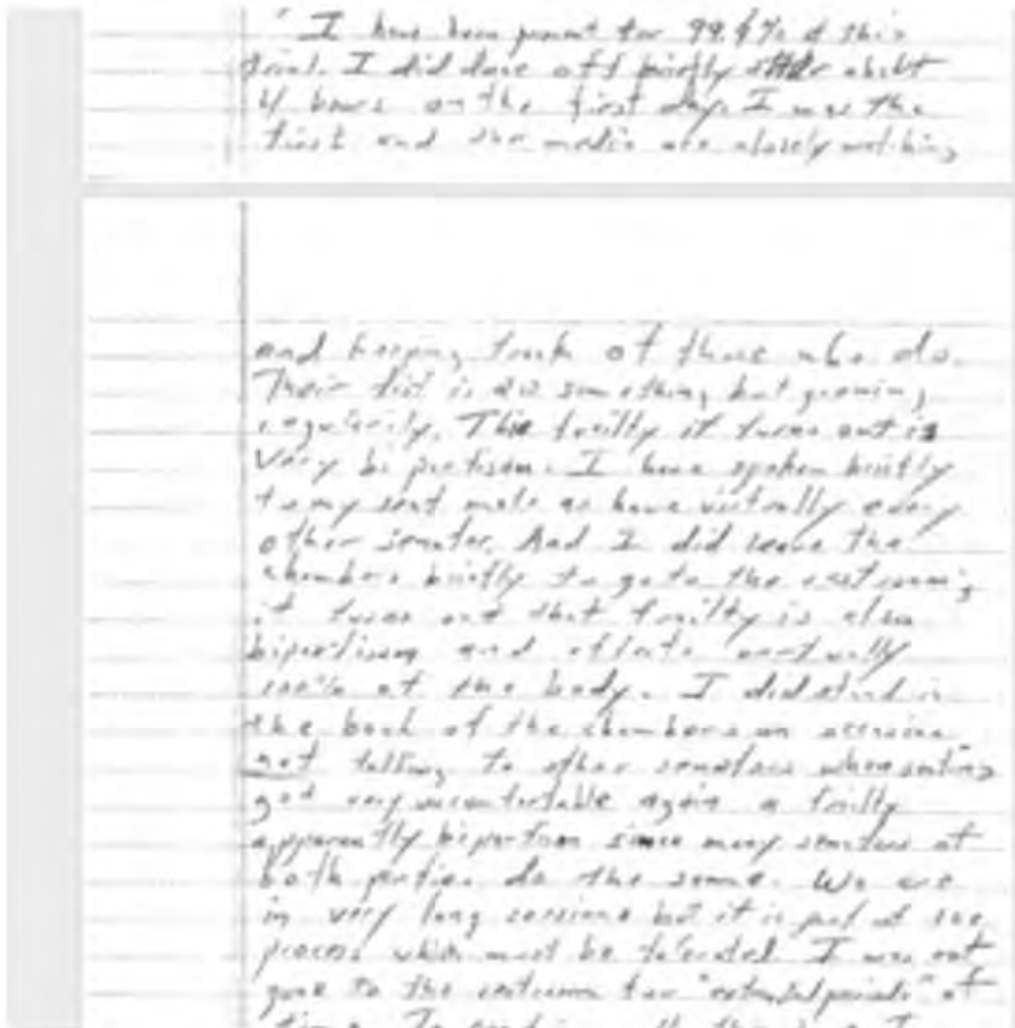 " I have been present for 99.4% of this
trial. I did doze off briefly after about
4 hours on the first day. I was the
first and the media are closely watching
and keeping track of those who do.
Their list is at something but growing
regularly. This frailty it turns out is
very bipartisan. I have spoken briefly
to my seat mate as have virtually every
other senator. And I did leave the
chambers briefly to go to the restroom;
it turns out that frailty is also
bipartisan and affects virtually
100% of the body. I did stand in
the back of the chambers on occasion
not talking to other senators when sitting
got very uncomfortable again a frailty
apparently bipartisan since many senators of
both parties do the same. We are
in very long sessions but it is part of the
process which must be tolerated. I was not
gone to the restroom for "extended periods" of